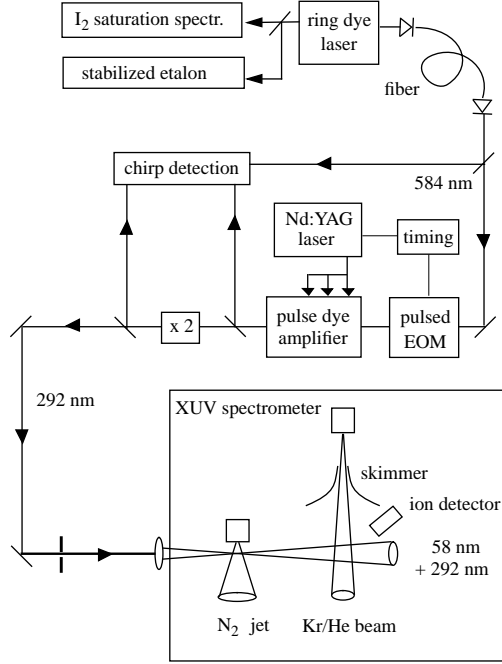 I2 saturation spectr.
ring dye
laser
stabilized etalon
fiber
chirp detection
584 nm
Nd:YAG
laser
timing
x 2
pulse dye
amplifier
pulsed
EOM
292 nm
XUV spectrometer
skimmer
ion detector
58 nm
+ 292 nm
N2 jet
Kr/He beam